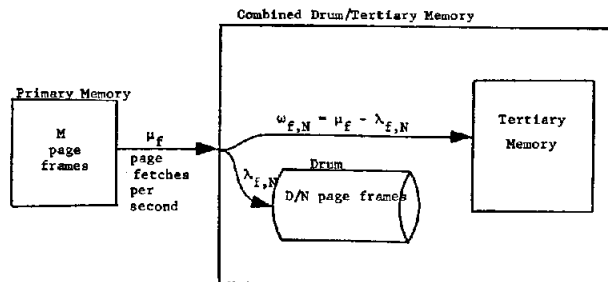 Combined Drum/Tertiary Memory
Primary Memory
M
page
frames
μf
page
fetches
per
second
ωf,N = μf - λf,N
λf,N
Drum
D/N page frames
Tertiary
Memory